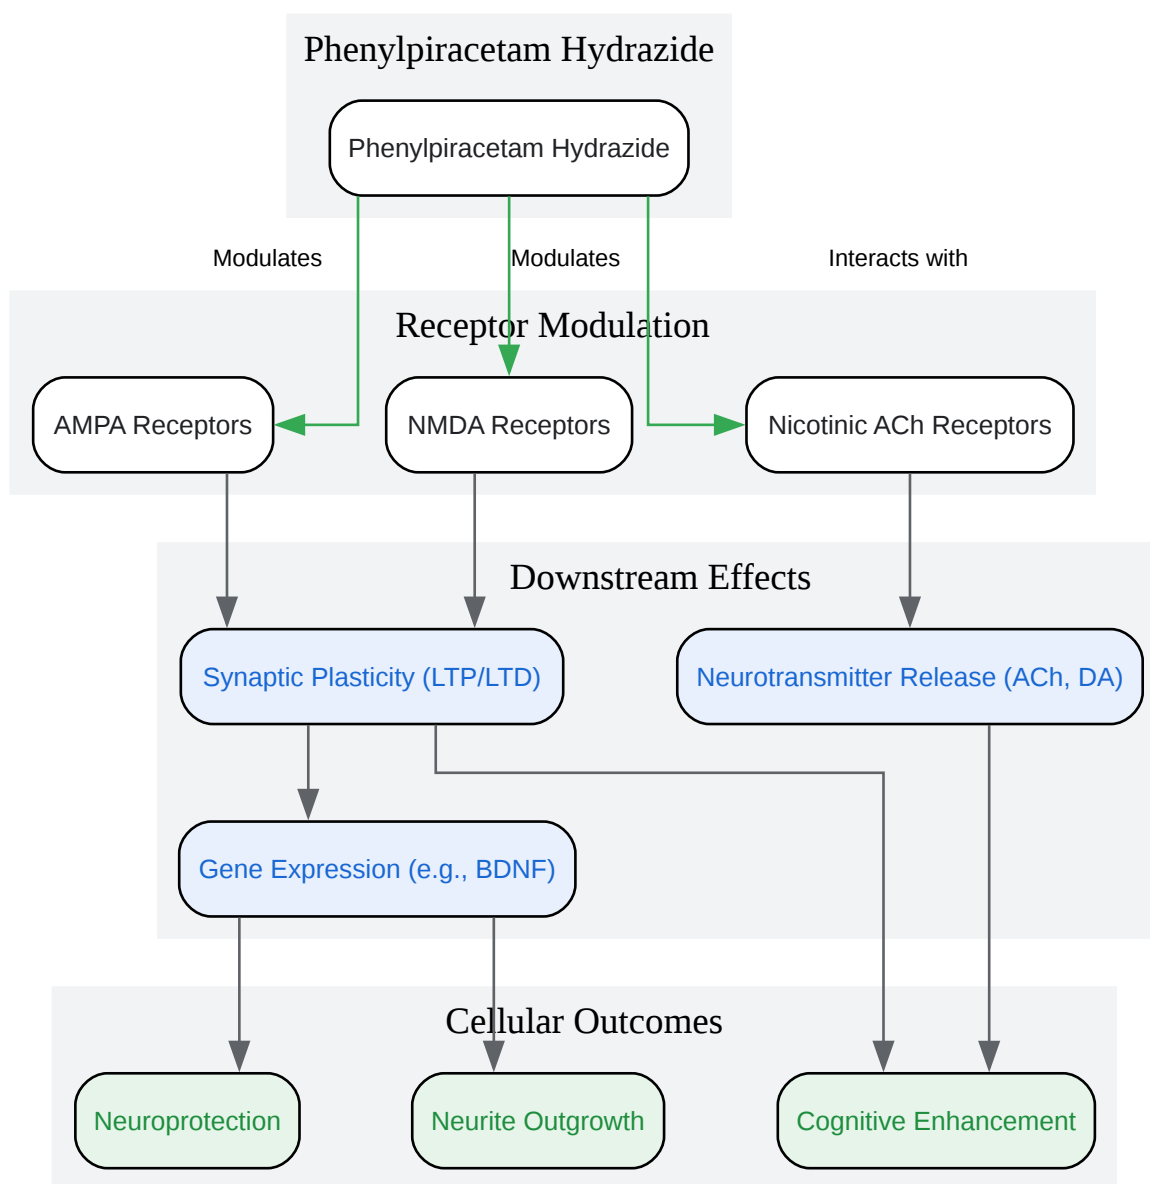 Phenylpiracetam Hydrazide
Phenylpiracetam Hydrazide
Modulates
Modulates
Interacts with
Receptor Modulation
AMPA Receptors
NMDA Receptors
Nicotinic ACh Receptors
Downstream Effects
Synaptic Plasticity (LTP/LTD)
Neurotransmitter Release (ACh, DA)
Gene Expression (e.g., BDNF)
Cellular Outcomes
Neuroprotection
Neurite Outgrowth
Cognitive Enhancement